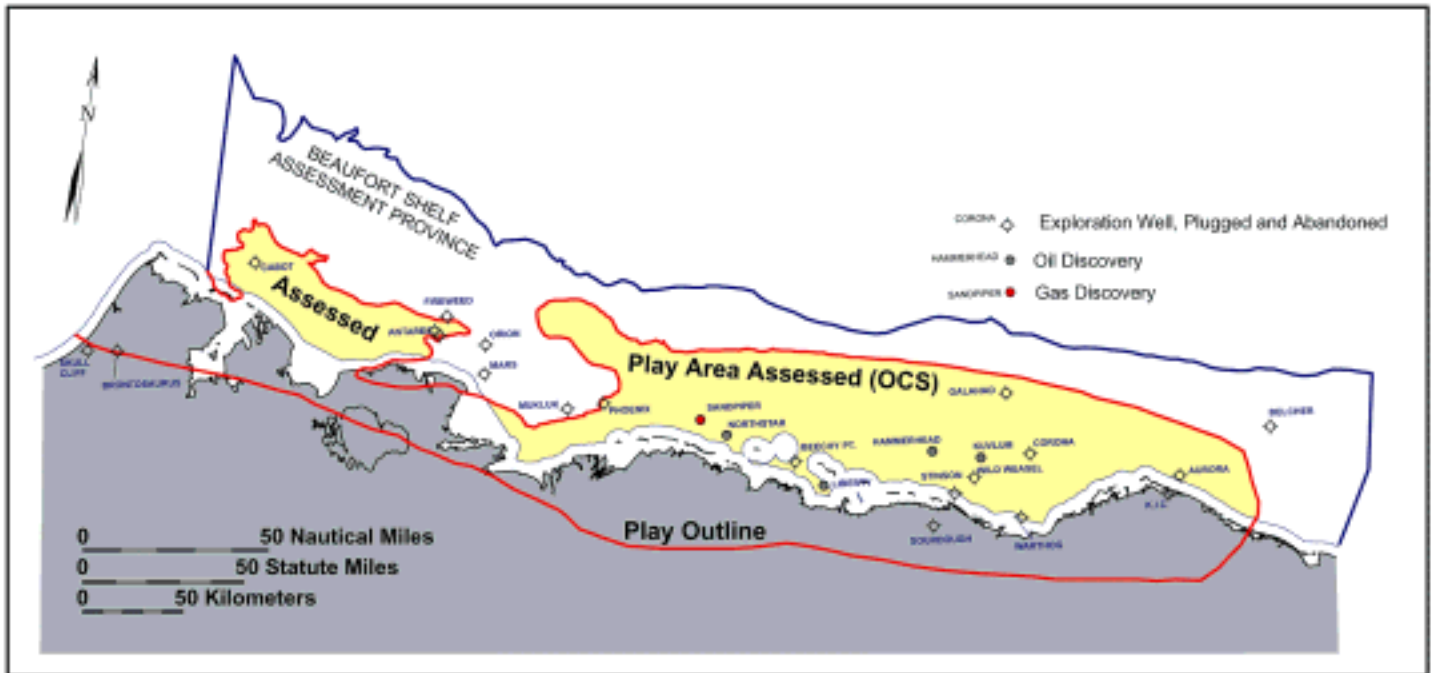 N
BEAUFORT SHELF
ASSESSMENT PROVINCE
CORONA
Exploration Well, Plugged and Abandoned
HAMMERHEAD
Oil Discovery
SANDPIPER
Gas Discovery
CABOT
Assessed
FIREWEED
ANTARES
ORION
MARS
SKULL
CLIFF
BRONTOSAURUS
Play Area Assessed (OCS)
GALAHAD
MUKLUK
PHOENIX
SANDPIPER
NORTHSTAR
BELCHER
BEECHY PT.
HAMMERHEAD
KUVLUM
CORONA
LIBERTY
STINSON
WILD WEASEL
AURORA
K.I.C.
Play Outline
SOURDOUGH
WARTHOG
0 50 Nautical Miles
0 50 Statute Miles
0 50 Kilometers